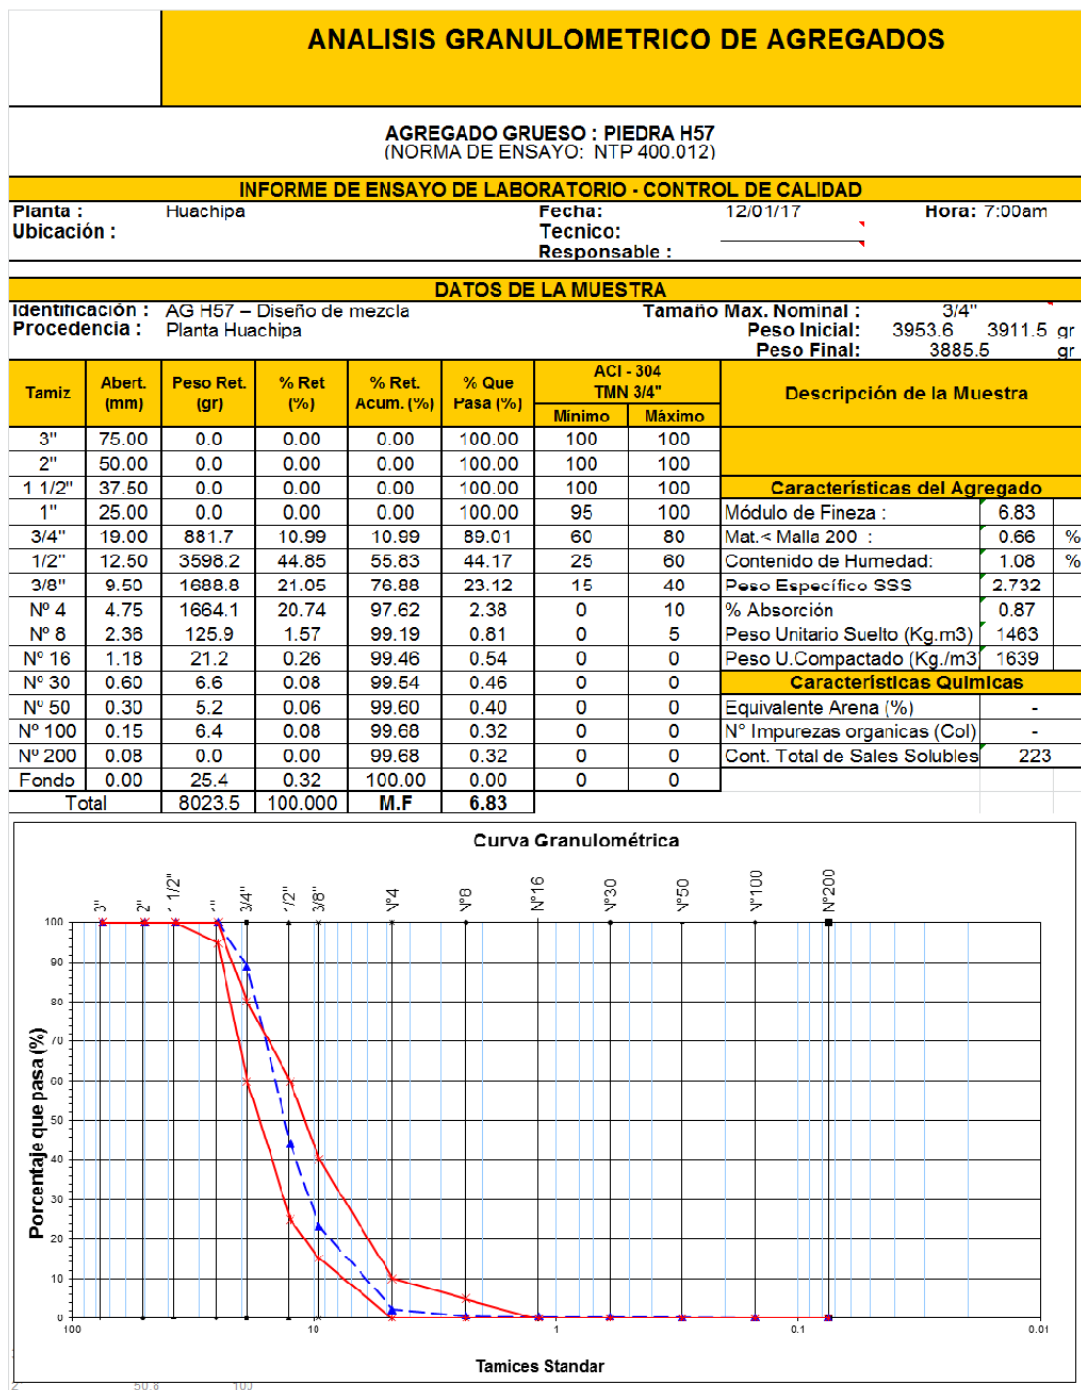 ANALISIS GRANULOMETRICO DE AGREGADOS
AGREGADO GRUESO : PIEDRA H57
(NORMA DE ENSAYO: NTP 400.012)
INFORME DE ENSAYO DE LABORATORIO - CONTROL DE CALIDAD
Planta : Huachipa Fecha: 12/01/17 Hora: 7:00am
Ubicación : Tecnico:
Responsable :
DATOS DE LA MUESTRA
Identificación : AG H57 – Diseño de mezcla Tamaño Max. Nominal : 3/4"
Procedencia : Planta Huachipa Peso Inicial: 3953.6 3911.5 gr
Peso Final: 3885.5 gr
Tamiz Abert. (mm) Peso Ret. (gr) % Ret (%) % Ret. Acum. (%) % Que Pasa (%) ACI - 304 TMN 3/4" Descripción de la Muestra
Mínimo Máximo
3" 75.00 0.0 0.00 0.00 100.00 100 100
2" 50.00 0.0 0.00 0.00 100.00 100 100
1 1/2" 37.50 0.0 0.00 0.00 100.00 100 100 Características del Agregado
1" 25.00 0.0 0.00 0.00 100.00 95 100 Módulo de Fineza : 6.83
3/4" 19.00 881.7 10.99 10.99 89.01 60 80 Mat.< Malla 200 : 0.66 %
1/2" 12.50 3598.2 44.85 55.83 44.17 25 60 Contenido de Humedad: 1.08 %
3/8" 9.50 1688.8 21.05 76.88 23.12 15 40 Peso Específico SSS 2.732
Nº 4 4.75 1664.1 20.74 97.62 2.38 0 10 % Absorción 0.87
Nº 8 2.36 125.9 1.57 99.19 0.81 0 5 Peso Unitario Suelto (Kg.m3) 1463
Nº 16 1.18 21.2 0.26 99.46 0.54 0 0 Peso U.Compactado (Kg./m3 1639
Nº 30 0.60 6.6 0.08 99.54 0.46 0 0 Características Quimicas
Nº 50 0.30 5.2 0.06 99.60 0.40 0 0 Equivalente Arena (%) -
Nº 100 0.15 6.4 0.08 99.68 0.32 0 0 N° Impurezas organicas (Col) -
Nº 200 0.08 0.0 0.00 99.68 0.32 0 0 Cont. Total de Sales Solubles 223
Fondo 0.00 25.4 0.32 100.00 0.00 0 0
Total 8023.5 100.000 M.F 6.83
Curva Granulométrica
3" 2" 1 1/2" 1" 3/4" 1/2" 3/8" N°4 N°8 N°16 N°30 N°50 N°100 N°200
Porcentaje que pasa (%)
100
90
80
70
60
50
40
30
20
10
0
100 10 1 0.1 0.01
Tamices Standar
2" 50.8 100